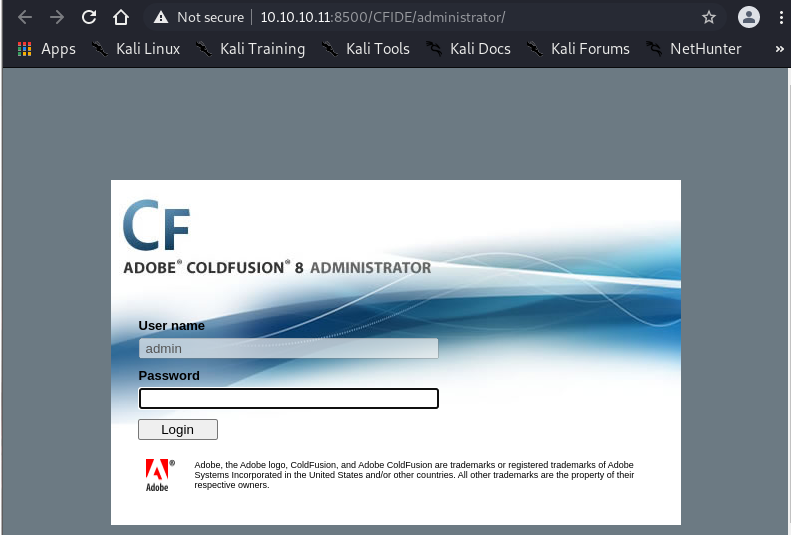 Not secure 10.10.10.11:8500/CFIDE/administrator/
Apps Kali Linux Kali Training Kali Tools Kali Docs Kali Forums NetHunter »
CF
ADOBE® COLDFUSION® 8 ADMINISTRATOR
User name
admin
Password
Login
Adobe, the Adobe logo, ColdFusion, and Adobe ColdFusion are trademarks or registered trademarks of Adobe
Systems Incorporated in the United States and/or other countries. All other trademarks are the property of their
respective owners.
®
Adobe